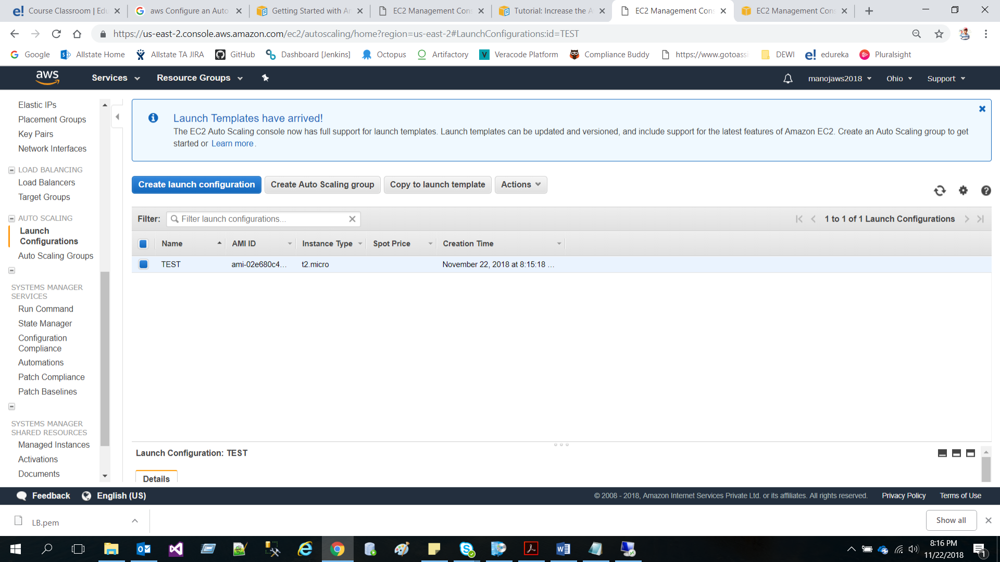 Course Classroom | Edu
aws Configure an Auto
Getting Started with Am
EC2 Management Cons
Tutorial: Increase the A
EC2 Management Cons
EC2 Management Cons
https://us-east-2.console.aws.amazon.com/ec2/autoscaling/home?region=us-east-2#LaunchConfigurations:id=TEST
Google
Allstate Home
Allstate TA JIRA
GitHub
Dashboard [Jenkins]
Octopus
Artifactory
Veracode Platform
Compliance Buddy
https://www.gotoassi
DEWI
edureka
Pluralsight
aws
Services
Resource Groups
manojaws2018
Ohio
Support
Elastic IPs
Placement Groups
Key Pairs
Network Interfaces
LOAD BALANCING
Load Balancers
Target Groups
AUTO SCALING
Launch
Configurations
Auto Scaling Groups
SYSTEMS MANAGER
SERVICES
Run Command
State Manager
Configuration
Compliance
Automations
Patch Compliance
Patch Baselines
SYSTEMS MANAGER
SHARED RESOURCES
Managed Instances
Activations
Documents
Launch Templates have arrived!
The EC2 Auto Scaling console now has full support for launch templates. Launch templates can be updated and versioned, and include support for the latest features of Amazon EC2. Create an Auto Scaling group to get
started or Learn more.
Create launch configuration
Create Auto Scaling group
Copy to launch template
Actions
Filter:
Filter launch configurations...
1 to 1 of 1 Launch Configurations
Name
AMI ID
Instance Type
Spot Price
Creation Time
TEST
ami-02e680c4...
t2.micro
November 22, 2018 at 8:15:18 ...
Launch Configuration: TEST
Details
Feedback
English (US)
© 2008 - 2018, Amazon Internet Services Private Ltd. or its affiliates. All rights reserved.
Privacy Policy
Terms of Use
LB.pem
Show all
8:16 PM
11/22/2018
1